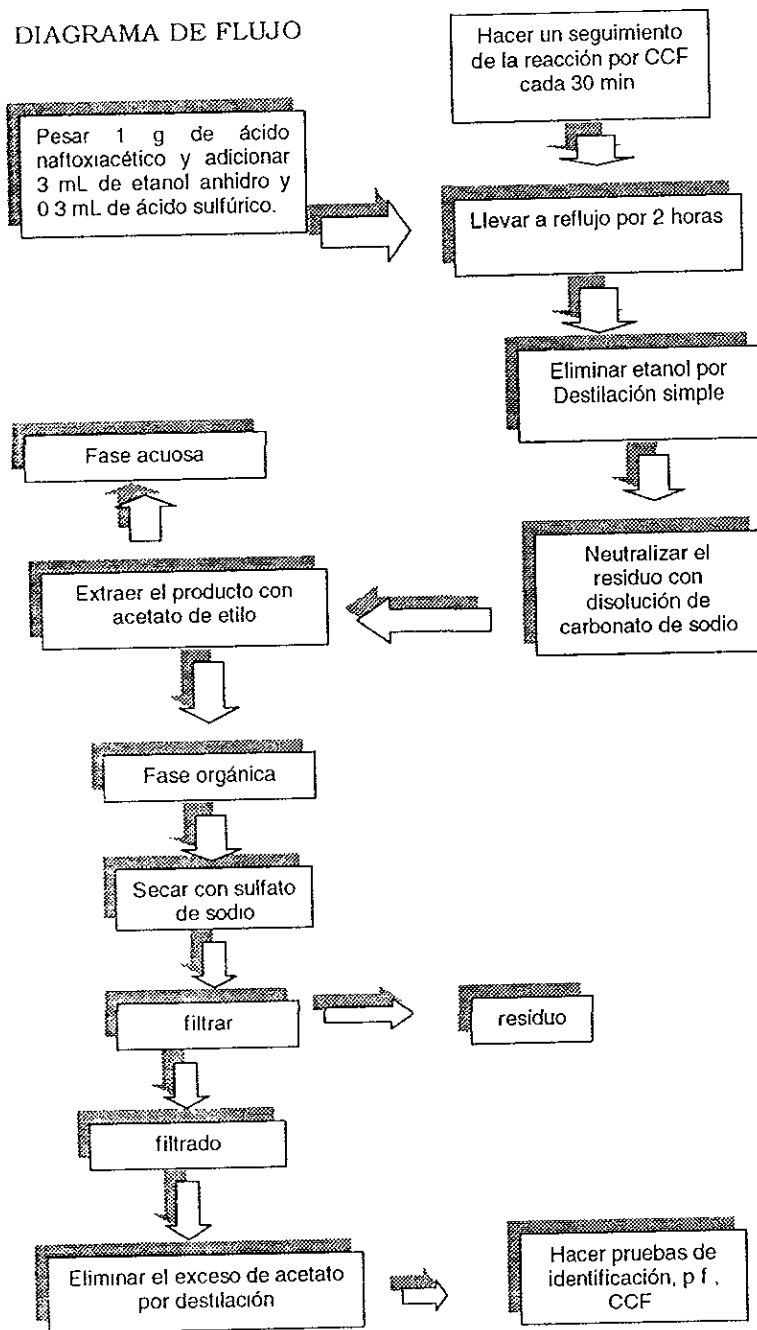 DIAGRAMA DE FLUJO
Hacer un seguimiento
de la reacción por CCF
cada 30 min
Pesar 1 g de ácido
naftoxiacético y adicionar
3 mL de etanol anhidro y
0 3 mL de ácido sulfúrico.
Llevar a reflujo por 2 horas
Eliminar etanol por
Destilación simple
Neutralizar el
residuo con
disolución de
carbonato de sodio
Extraer el producto con
acetato de etilo
Fase acuosa
Fase orgánica
Secar con sulfato
de sodio
filtrar
residuo
filtrado
Eliminar el exceso de acetato
por destilación
Hacer pruebas de
identificación, p f ,
CCF